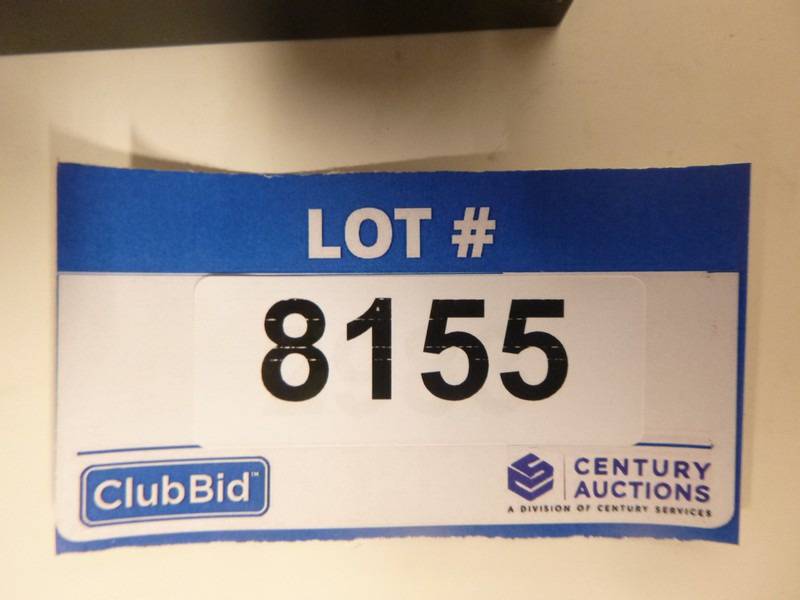 LOT #
8155
ClubBid™
CENTURY
AUCTIONS
A DIVISION OF CENTURY SERVICES